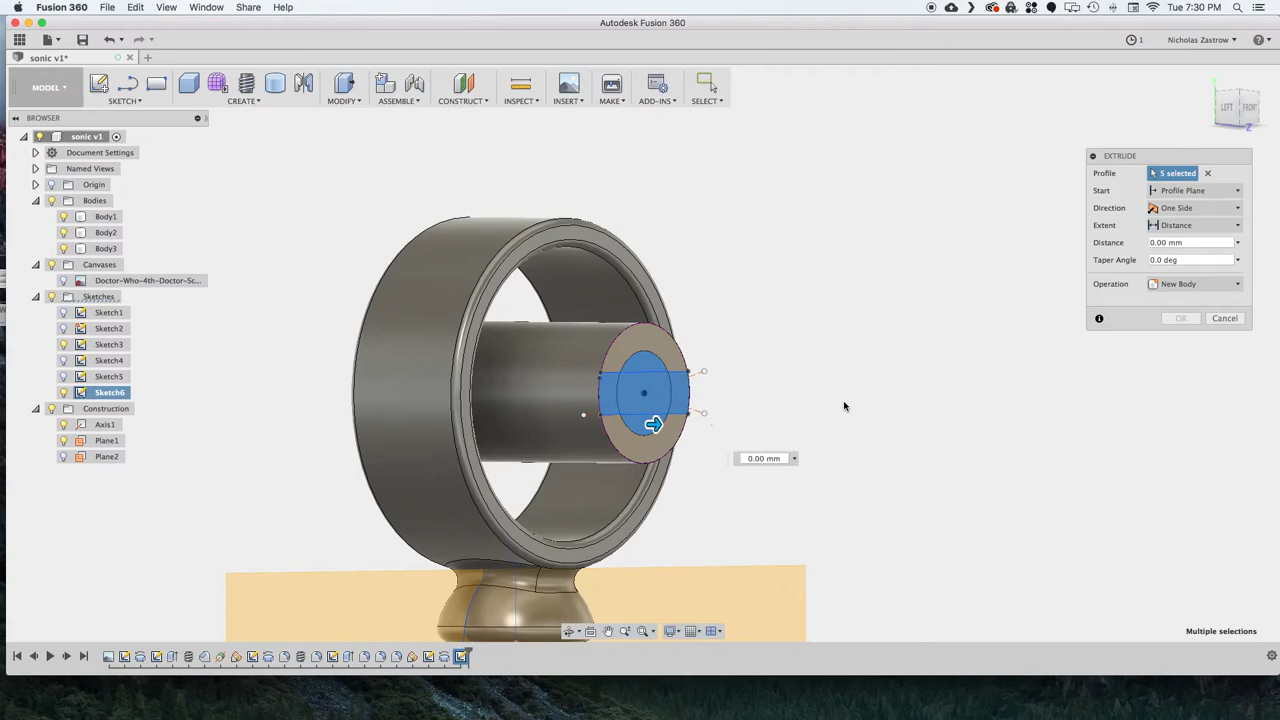 Fusion 360 File Edit View Window Share Help Tue 7:30 PM
Autodesk Fusion 360
1 Nicholas Zastrow
sonic v1*
MODEL SKETCH CREATE MODIFY ASSEMBLE CONSTRUCT INSPECT INSERT MAKE ADD-INS SELECT
LEFT FRONT
Z
BROWSER
sonic v1
Document Settings
Named Views
Origin
Bodies
Body1
Body2
Body3
Canvases
Doctor-Who-4th-Doctor-Sc...
Sketches
Sketch1
Sketch2
Sketch3
Sketch4
Sketch5
Sketch6
Construction
Axis1
Plane1
Plane2
EXTRUDE
Profile 5 selected
Start Profile Plane
Direction One Side
Extent Distance
Distance 0.00 mm
Taper Angle 0.0 deg
Operation New Body
OK Cancel
0.00 mm
Multiple selections